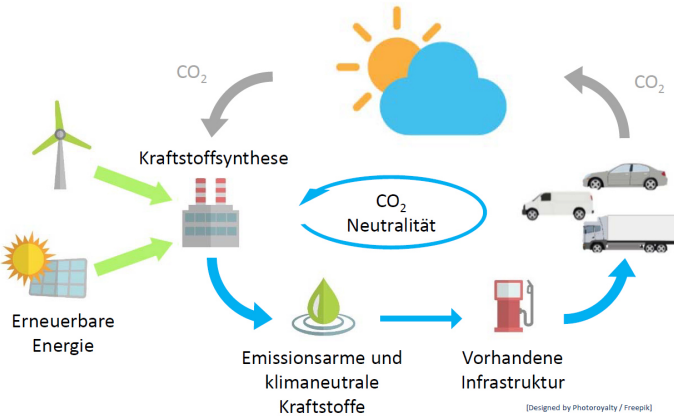 CO₂
CO₂
Kraftstoffsynthese
CO₂
Neutralität
Erneuerbare
Energie
Emissionsarme und
klimaneutrale
Kraftstoffe
Vorhandene
Infrastruktur
[Designed by Photoroyalty / Freepik]